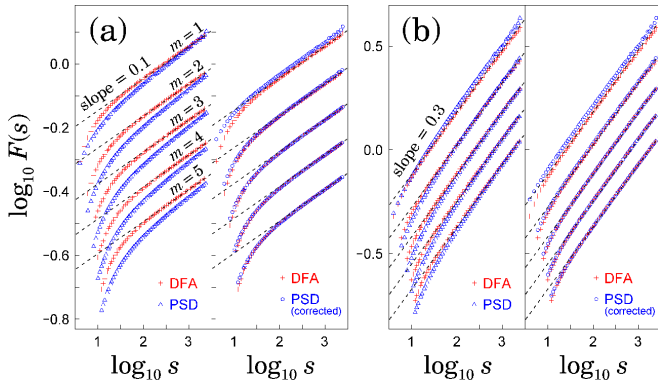 (a)
(b)
log₁₀ F(s)
0.0
−0.2
−0.4
−0.6
−0.8
0.5
0.0
−0.5
slope = 0.1
m = 1
m = 2
m = 3
m = 4
m = 5
slope = 0.3
+ DFA
△ PSD
+ DFA
○ PSD
(corrected)
+ DFA
△ PSD
+ DFA
○ PSD
(corrected)
1 2 3 1 2 3 1 2 3 1 2 3
log₁₀ s log₁₀ s log₁₀ s log₁₀ s